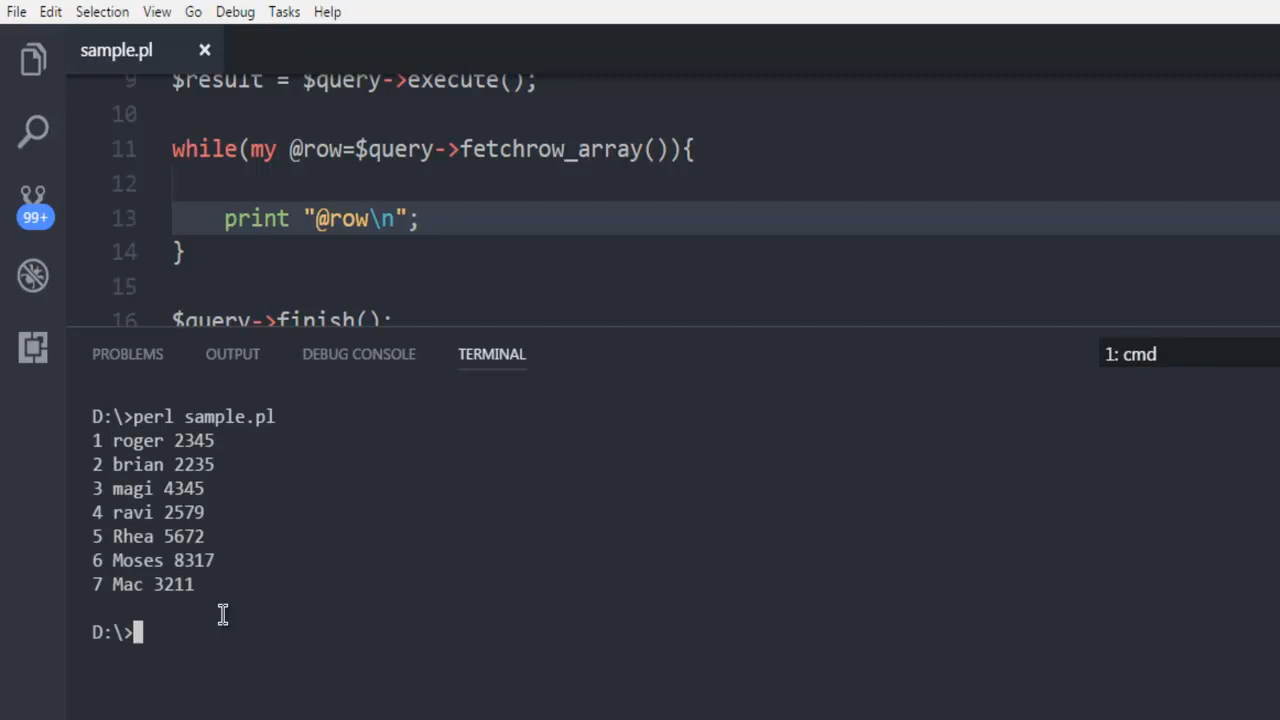 File Edit Selection View Go Debug Tasks Help
sample.pl
9 $result = $query->execute();
10
11 while(my @row=$query->fetchrow_array()){
12
13 print "@row\n";
14 }
15
16 $query->finish();
99+
PROBLEMS OUTPUT DEBUG CONSOLE TERMINAL 1: cmd
D:\>perl sample.pl
1 roger 2345
2 brian 2235
3 magi 4345
4 ravi 2579
5 Rhea 5672
6 Moses 8317
7 Mac 3211
D:\>